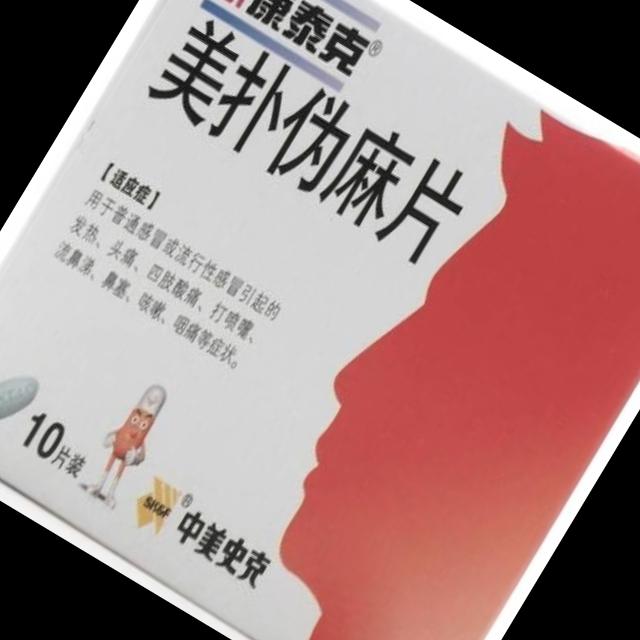 康泰克®
美扑伪麻片
【适应症】
用于普通感冒或流行性感冒引起的
发热、头痛、四肢酸痛、打喷嚏、
流鼻涕、鼻塞、咳嗽、咽痛等症状。
10片装
®
中美史克